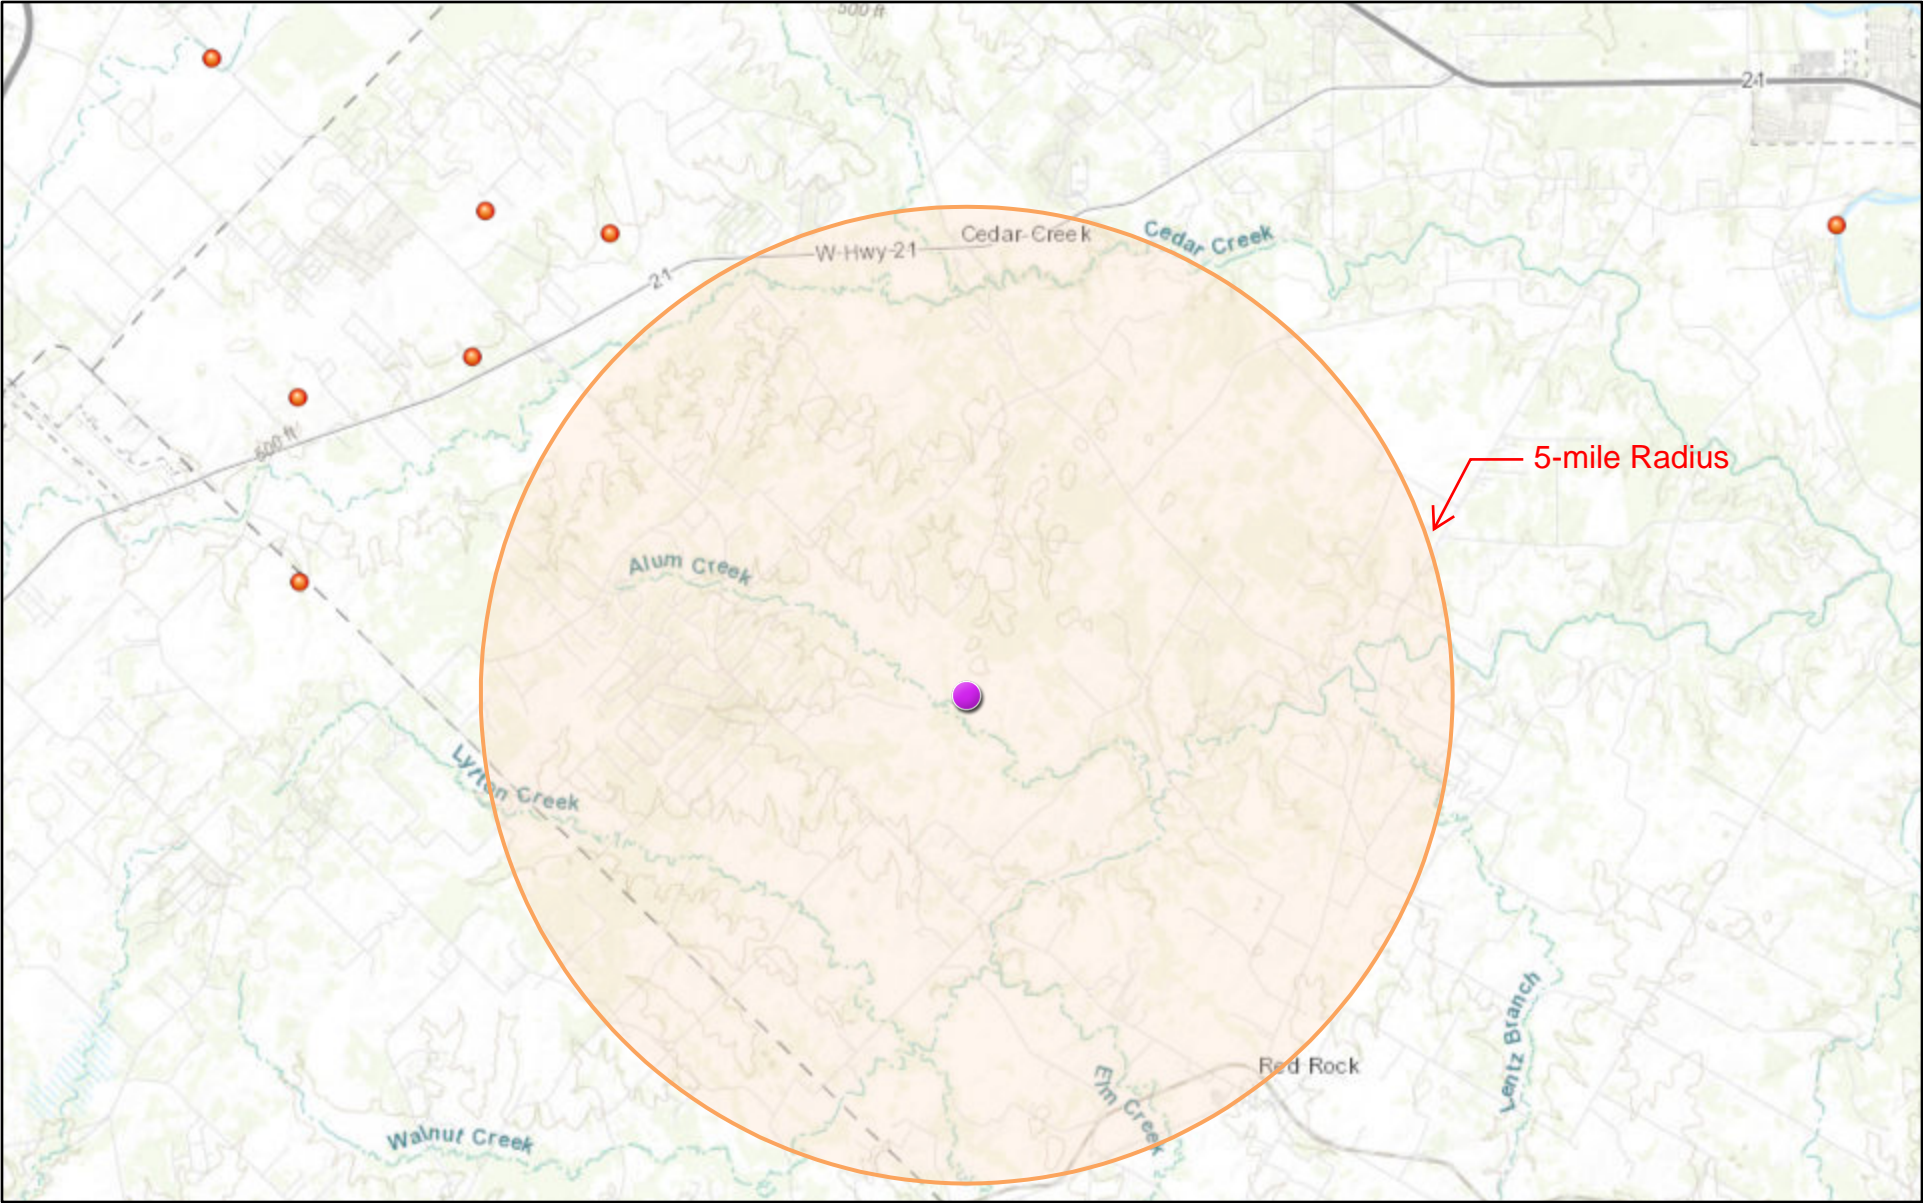 500 ft
21
Cedar Creek
Cedar Creek
W Hwy 21
21
600 ft
5-mile Radius
Alum Creek
Lytton Creek
Lentz Branch
Red Rock
Elm Creek
Walnut Creek